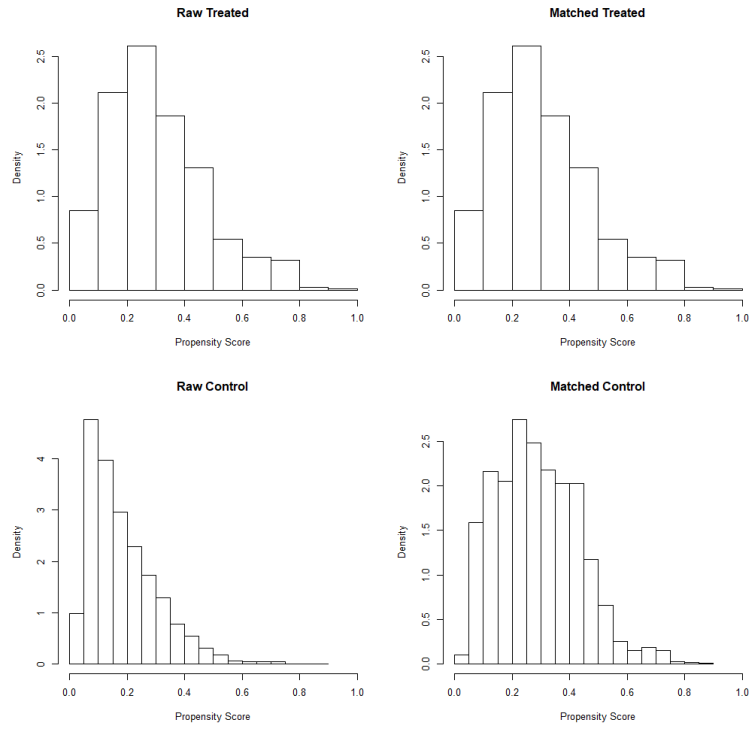 Raw Treated
Density
0.0 0.5 1.0 1.5 2.0 2.5
0.0 0.2 0.4 0.6 0.8 1.0
Propensity Score
Matched Treated
Density
0.0 0.5 1.0 1.5 2.0 2.5
0.0 0.2 0.4 0.6 0.8 1.0
Propensity Score
Raw Control
Density
0 1 2 3 4
0.0 0.2 0.4 0.6 0.8 1.0
Propensity Score
Matched Control
Density
0.0 0.5 1.0 1.5 2.0 2.5
0.0 0.2 0.4 0.6 0.8 1.0
Propensity Score